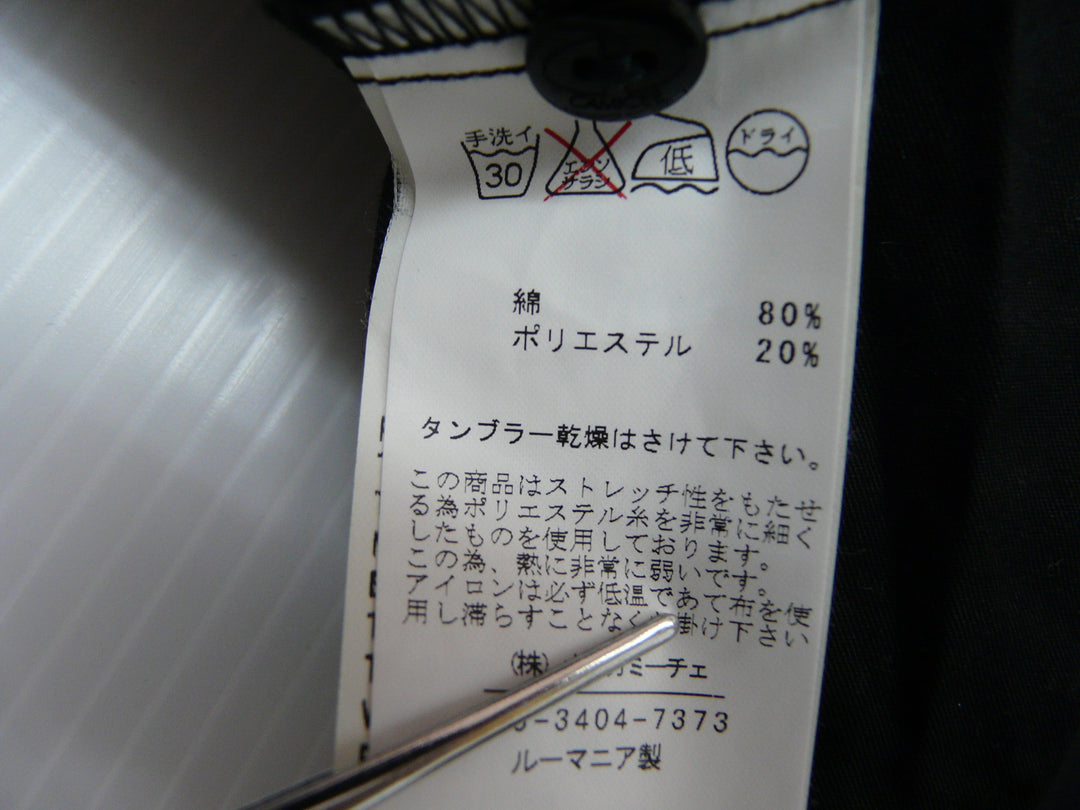 手洗イ
30
エンソ
サラシ
低
ドライ
綿 80%
ポリエステル 20%
タンブラー乾燥はさけて下さい。
この商品はストレッチ性をもたせ
る為ポリエステル糸を非常に細く
したものを使用しております。
この為、熱に非常に弱いです。
アイロンは必ず低温であて布を使
用し滞らすことなく 掛け下さい
(株) ミーチェ
3-3404-7373
ルーマニア製